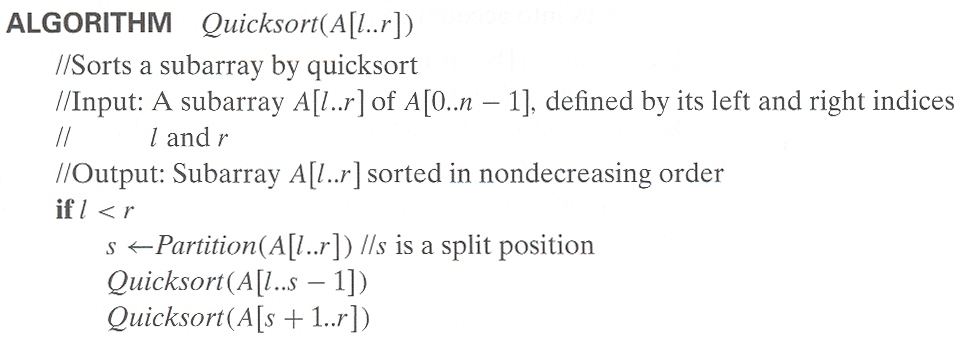 ALGORITHM Quicksort(A[l..r])
//Sorts a subarray by quicksort
//Input: A subarray A[l..r] of A[0..n − 1], defined by its left and right indices
// l and r
//Output: Subarray A[l..r] sorted in nondecreasing order
if l < r
s ←Partition(A[l..r]) //s is a split position
Quicksort(A[l..s − 1])
Quicksort(A[s + 1..r])